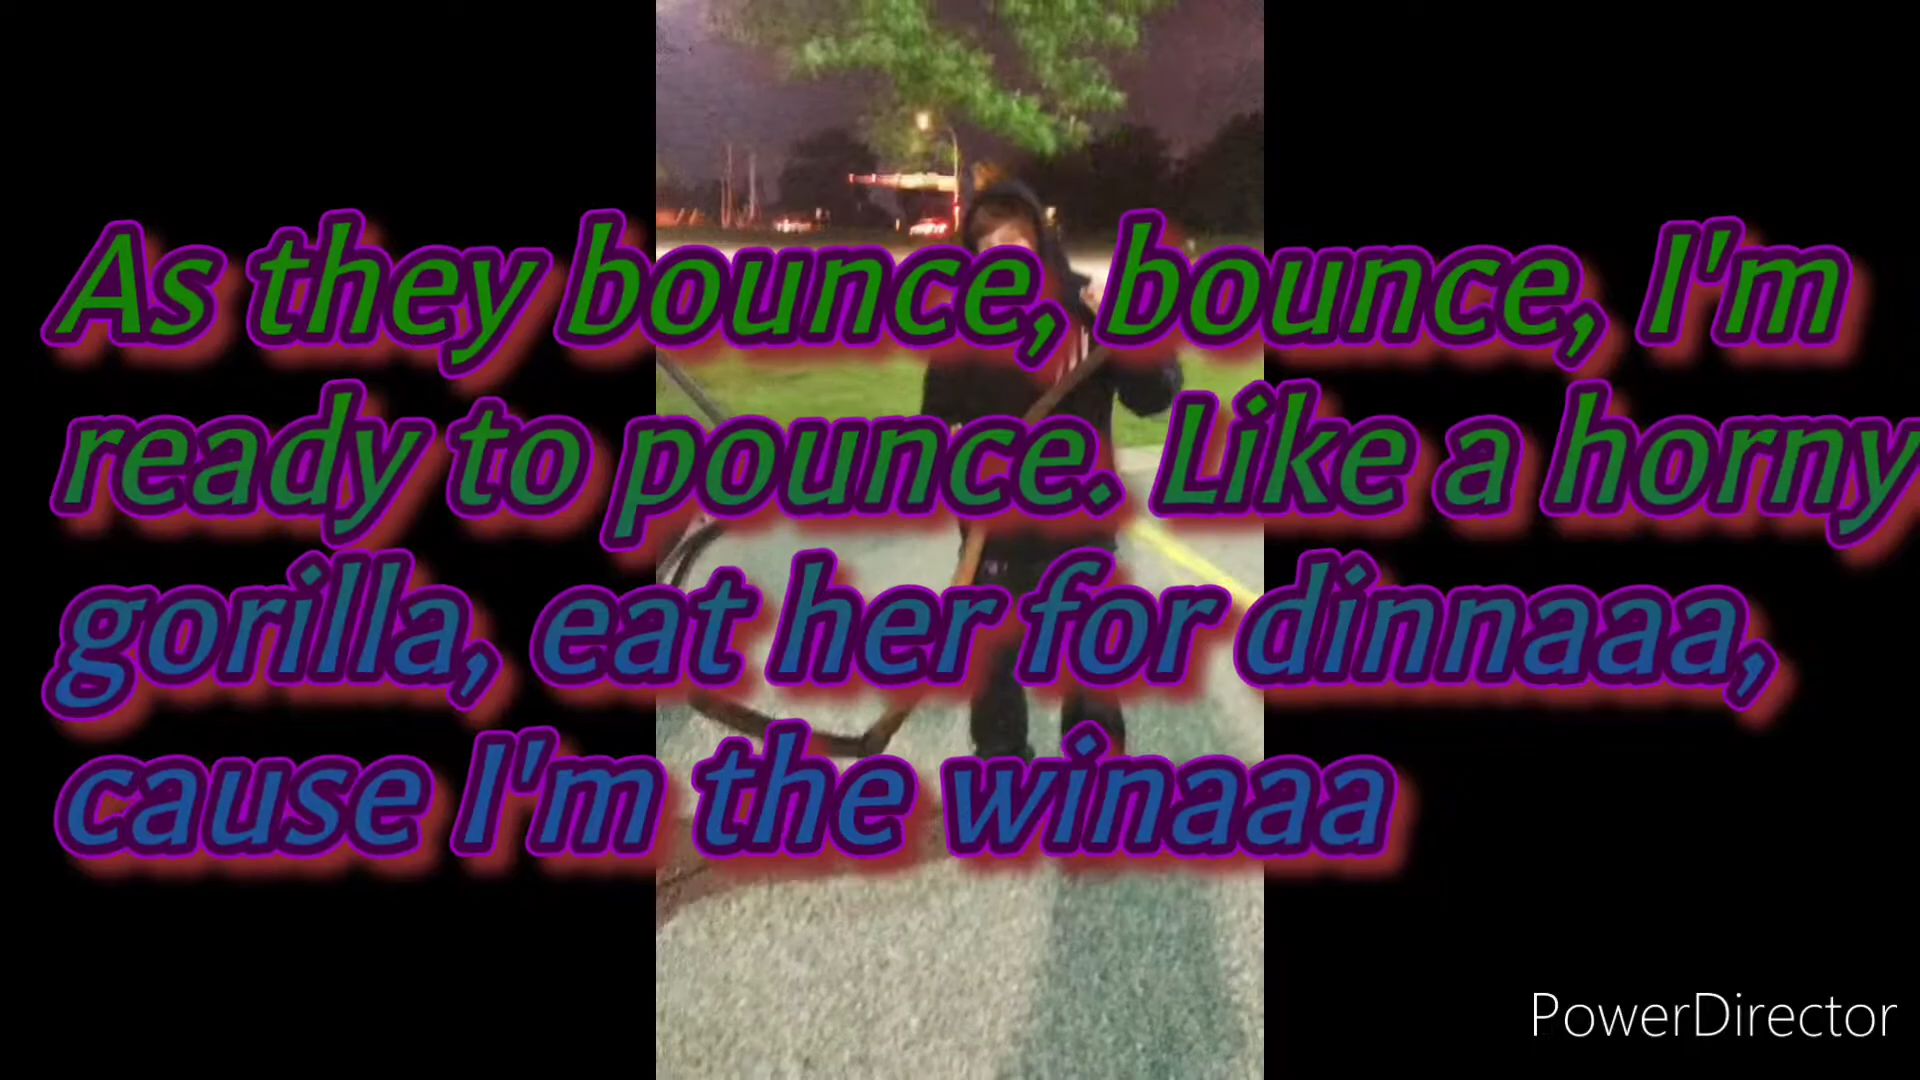 As they bounce, bounce, I'm
ready to pounce. Like a horny
gorilla, eat her for dinnaaa,
cause I'm the winaaa
PowerDirector